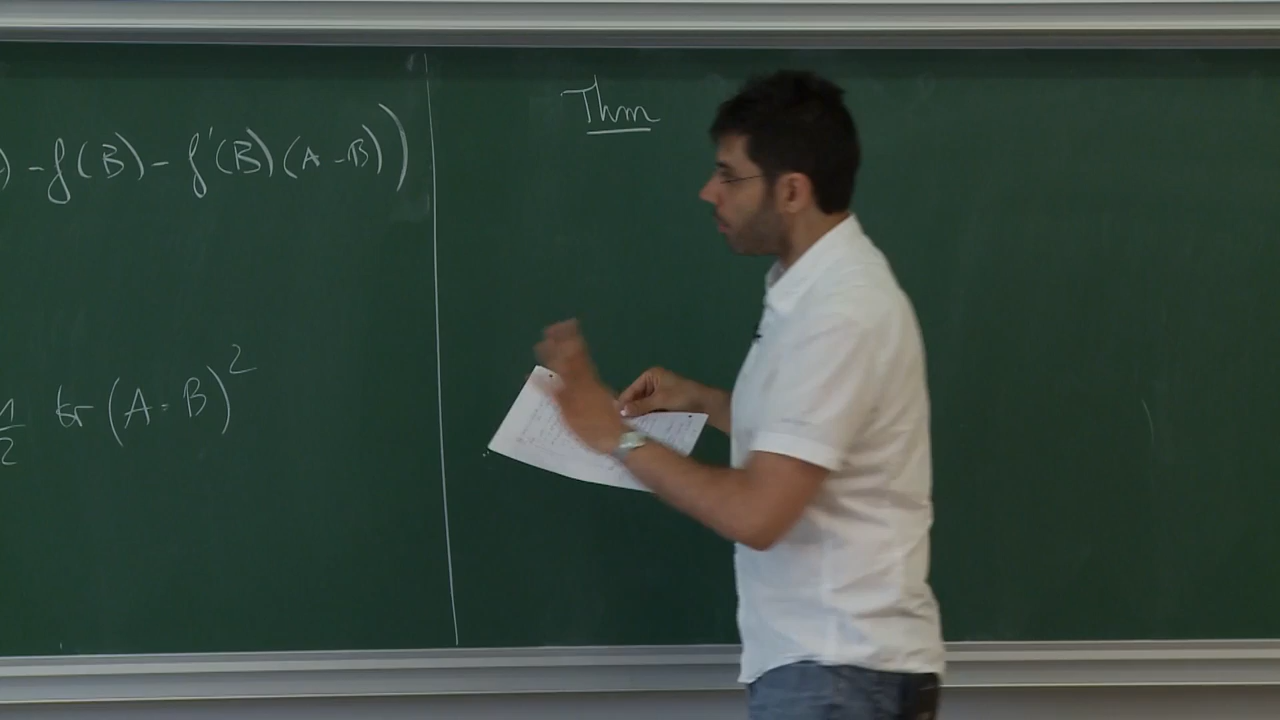 ) - f(B) - f'(B)(A - B))
1/2 tr (A - B)^2
Thm